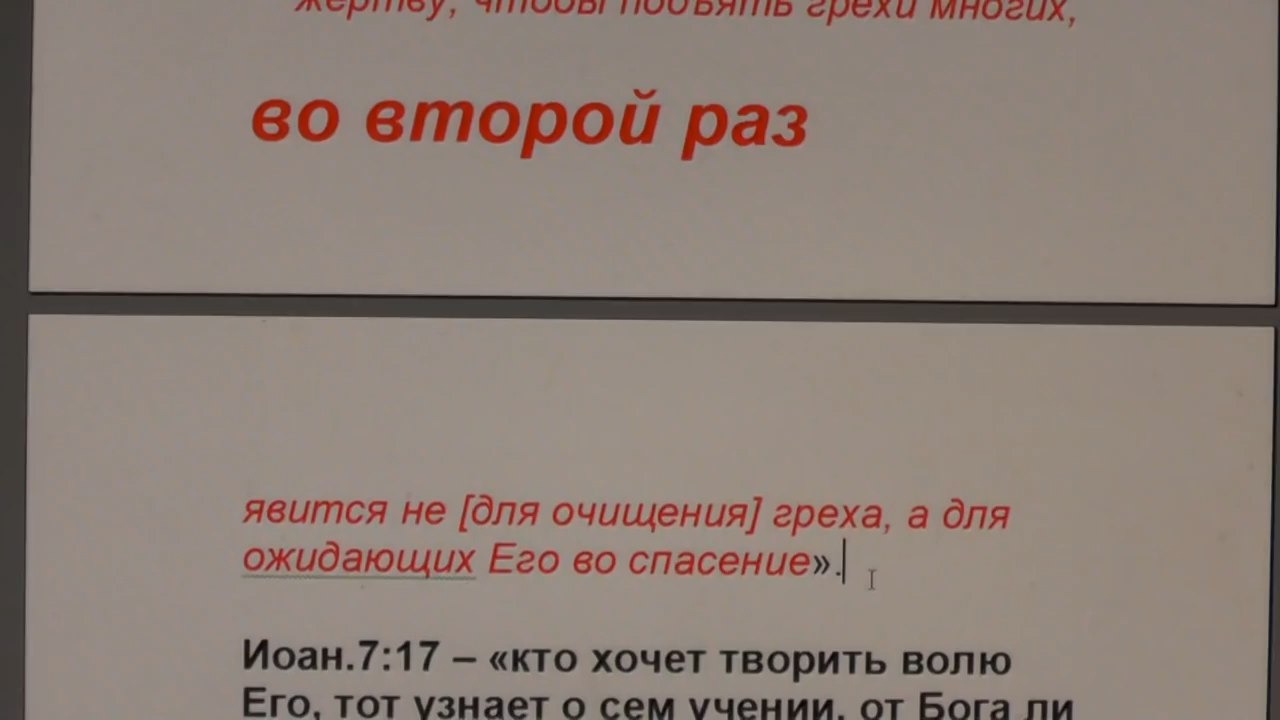 жертву, чтобы подъять грехи многих,
во второй раз
явится не [для очищения] греха, а для
ожидающих Его во спасение».
Иоан.7:17 – «кто хочет творить волю
Его, тот узнает о сем учении, от Бога ли